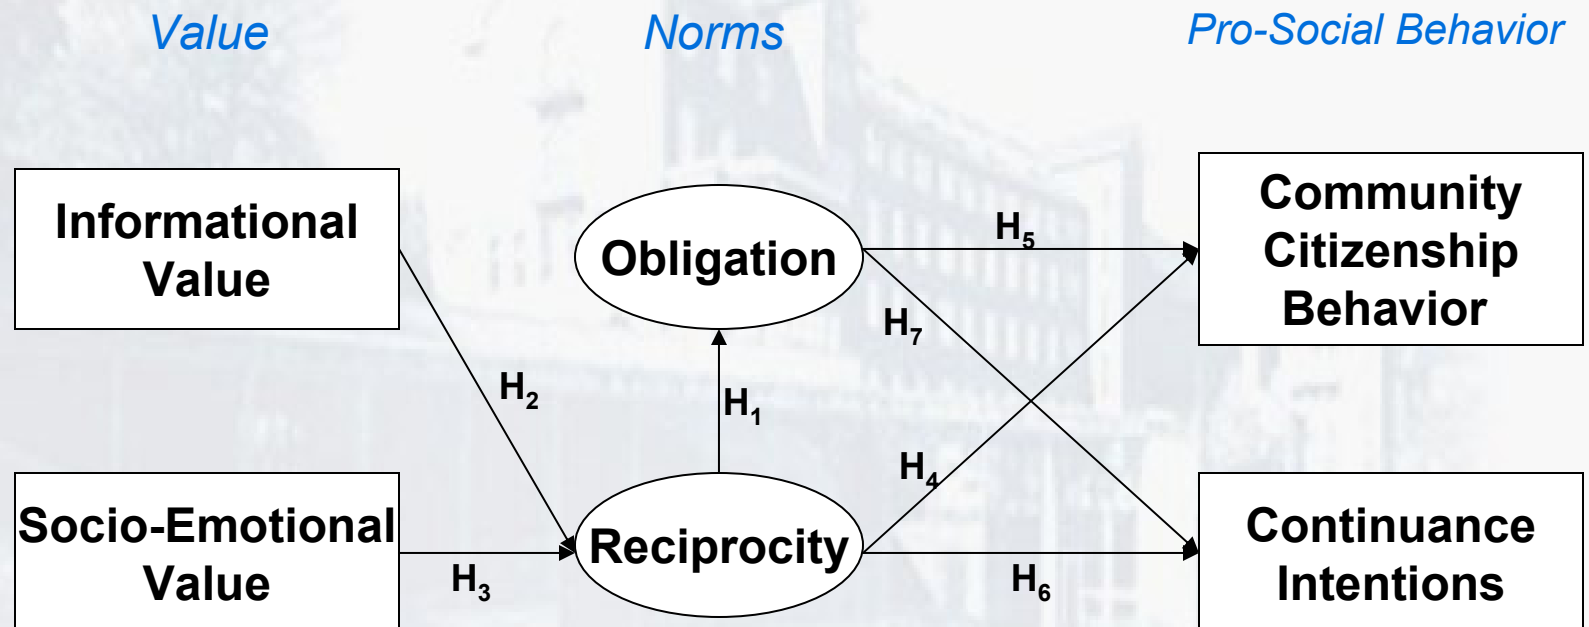 Value
Norms
Pro-Social Behavior
Informational
Value
Obligation
Community
Citizenship
Behavior
H₅
H₇
H₂
H₁
H₄
Socio-Emotional
Value
H₃
Reciprocity
H₆
Continuance
Intentions